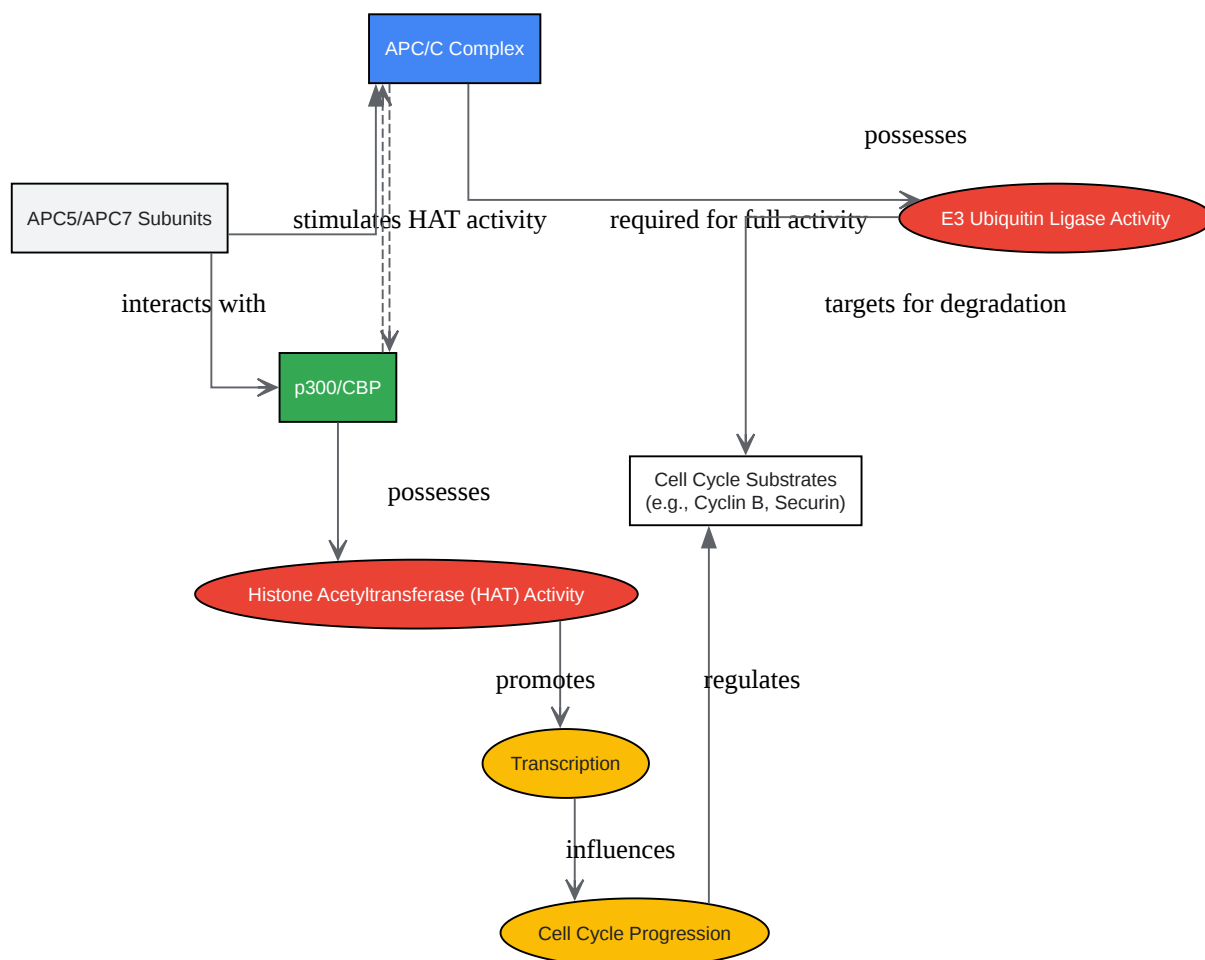 APC/C Complex
possesses
APC5/APC7 Subunits
stimulates HAT activity
required for full activity
E3 Ubiquitin Ligase Activity
interacts with
targets for degradation
p300/CBP
Cell Cycle Substrates
(e.g., Cyclin B, Securin)
possesses
Histone Acetyltransferase (HAT) Activity
promotes
regulates
Transcription
influences
Cell Cycle Progression